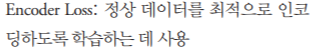 Encoder Loss: 정상 데이터를 최적으로 인코
딩하도록 학습하는 데 사용